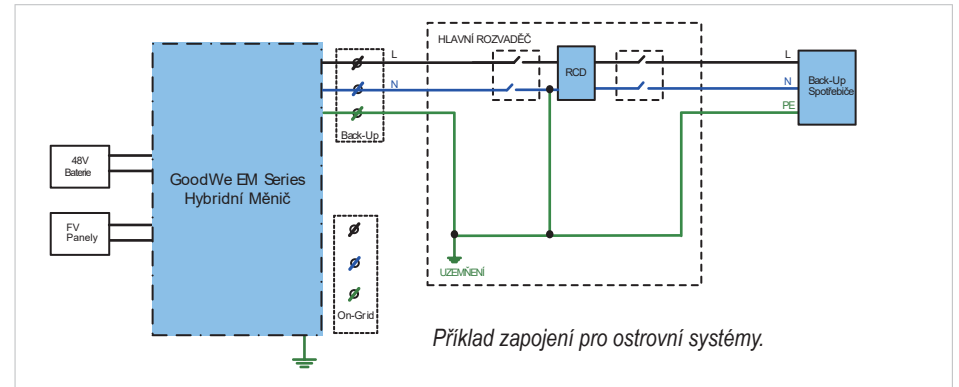 HLAVNÍ ROZVADĚČ
L
N
Back-Up
RCD
L
N
PE
Back-Up
Spotřebiče
48V
Baterie
GoodWe EM Series
Hybridní Měnič
FV
Panely
On-Grid
UZEMŇENÍ
Příklad zapojení pro ostrovní systémy.